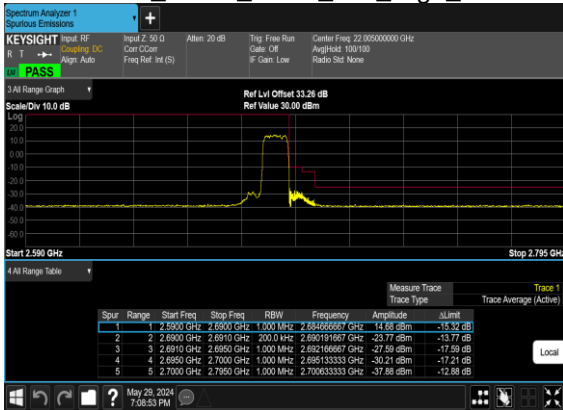 Spectrum Analyzer 1
Spurious Emissions
KEYSIGHT Input: RF
R T Coupling: DC
Align: Auto
LV PASS
Input Z: 50 Ω
Corr CCorr
Freq Ref: Int (S)
Atten: 20 dB
Trig: Free Run
Gate: Off
IF Gain: Low
Center Freq: 22.005000000 GHz
Avg|Hold: 100/100
Radio Std: None
3 All Range Graph
Scale/Div 10.0 dB
Ref Lvl Offset 33.26 dB
Ref Value 30.00 dBm
Log
20.0
10.0
0.00
-10.0
-20.0
-30.0
-40.0
-50.0
-60.0
Start 2.590 GHz
Stop 2.795 GHz
4 All Range Table
Measure Trace Trace 1
Trace Type Trace Average (Active)
Spur Range Start Freq Stop Freq RBW Frequency Amplitude ΔLimit
1 1 2.5900 GHz 2.6900 GHz 1.000 MHz 2.684666667 GHz 14.68 dBm -15.32 dB
2 2 2.6900 GHz 2.6910 GHz 200.0 kHz 2.690191667 GHz -23.77 dBm -13.77 dB
3 3 2.6910 GHz 2.6950 GHz 1.000 MHz 2.692166667 GHz -27.59 dBm -17.59 dB
4 4 2.6950 GHz 2.7000 GHz 1.000 MHz 2.695133333 GHz -30.21 dBm -17.21 dB
5 5 2.7000 GHz 2.7950 GHz 1.000 MHz 2.700633333 GHz -37.88 dBm -12.88 dB
Local
May 29, 2024
7:08:53 PM